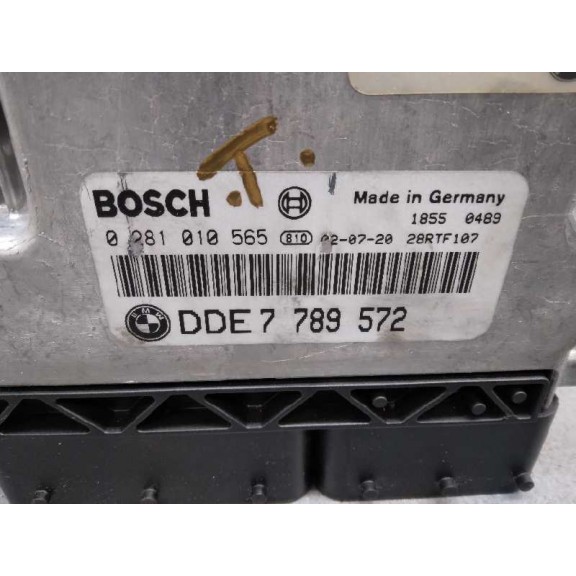 T.
BOSCH Made in Germany
1855 0489
0 281 010 565 810 02-07-20 28RTF107
BMW DDE 7 789 572